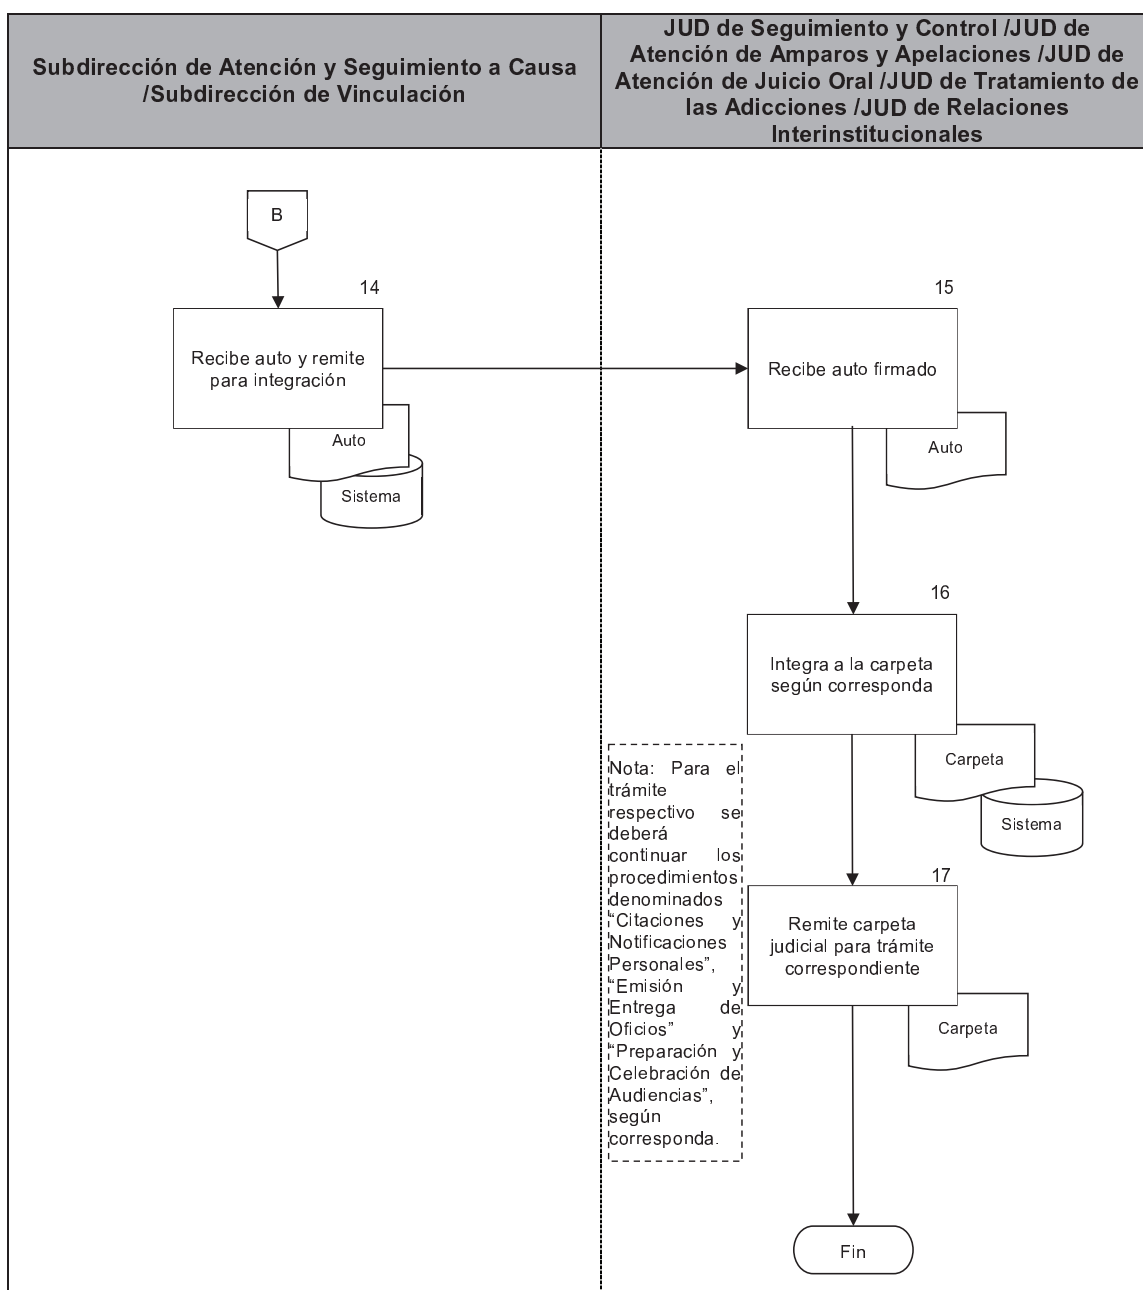 Subdirección de Atención y Seguimiento a Causa
/Subdirección de Vinculación
JUD de Seguimiento y Control /JUD de
Atención de Amparos y Apelaciones /JUD de
Atención de Juicio Oral /JUD de Tratamiento de
las Adicciones /JUD de Relaciones
Interinstitucionales
B
14
Recibe auto y remite
para integración
Auto
Sistema
15
Recibe auto firmado
Auto
16
Integra a la carpeta
según corresponda
Carpeta
Sistema
Nota: Para el
trámite
respectivo se
deberá
continuar los
procedimientos
denominados
“Citaciones y
Notificaciones
Personales”,
“Emisión y
Entrega de
Oficios” y
“Preparación y
Celebración de
Audiencias”,
según
corresponda.
17
Remite carpeta
judicial para trámite
correspondiente
Carpeta
Fin